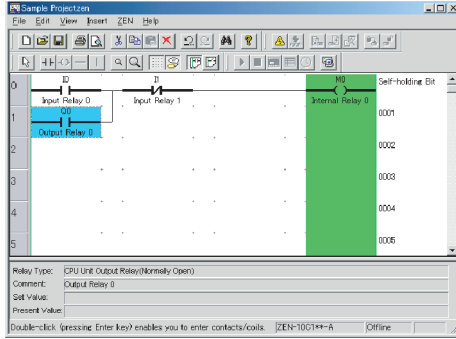 Sample Projectzen
File Edit View Insert ZEN Help
0 I0 I1 M0 Self-holding Bit
Input Relay 0 Input Relay 1 Internal Relay 0
1 Q0 0001
Output Relay 0
2 0002
3 0003
4 0004
5 0005
Relay Type: CPU Unit Output Relay(Normally Open)
Comment: Output Relay 0
Set Value:
Present Value:
Double-click (pressing Enter key) enables you to enter contacts/coils. ZEN-10C1**-A Offline